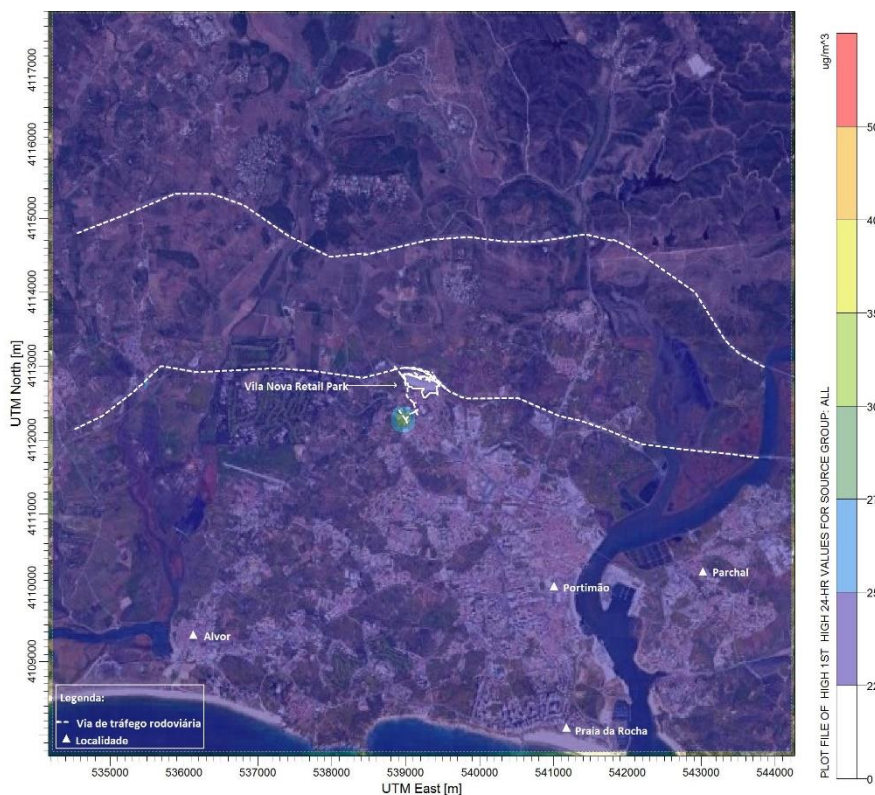 ug/m^3
50
40
35
30
27
25
22
0
PLOT FILE OF HIGH 1ST HIGH 24-HR VALUES FOR SOURCE GROUP: ALL
UTM North [m]
4117000
4116000
4115000
4114000
4113000
4112000
4111000
4110000
4109000
Vila Nova Retail Park
Parchal
Portimão
Alvor
Praia da Rocha
Legenda:
Via de tráfego rodoviária
Localidade
535000 536000 537000 538000 539000 540000 541000 542000 543000 544000
UTM East [m]